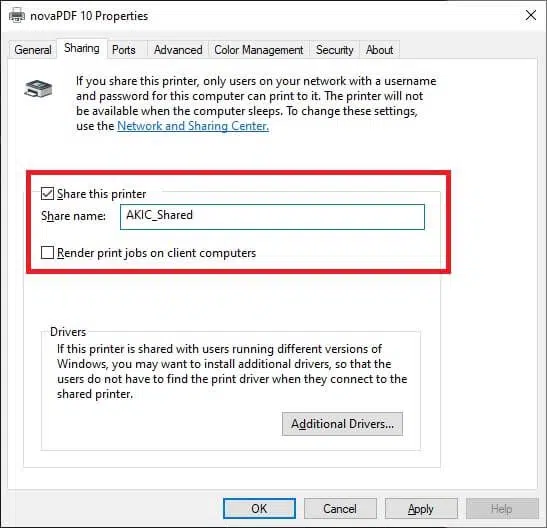 novaPDF 10 Properties
General Sharing Ports Advanced Color Management Security About
If you share this printer, only users on your network with a username
and password for this computer can print to it. The printer will not
be available when the computer sleeps. To change these settings,
use the Network and Sharing Center.
Share this printer
Share name: AKIC_Shared
Render print jobs on client computers
Drivers
If this printer is shared with users running different versions of
Windows, you may want to install additional drivers, so that the
users do not have to find the print driver when they connect to the
shared printer.
Additional Drivers...
OK Cancel Apply Help